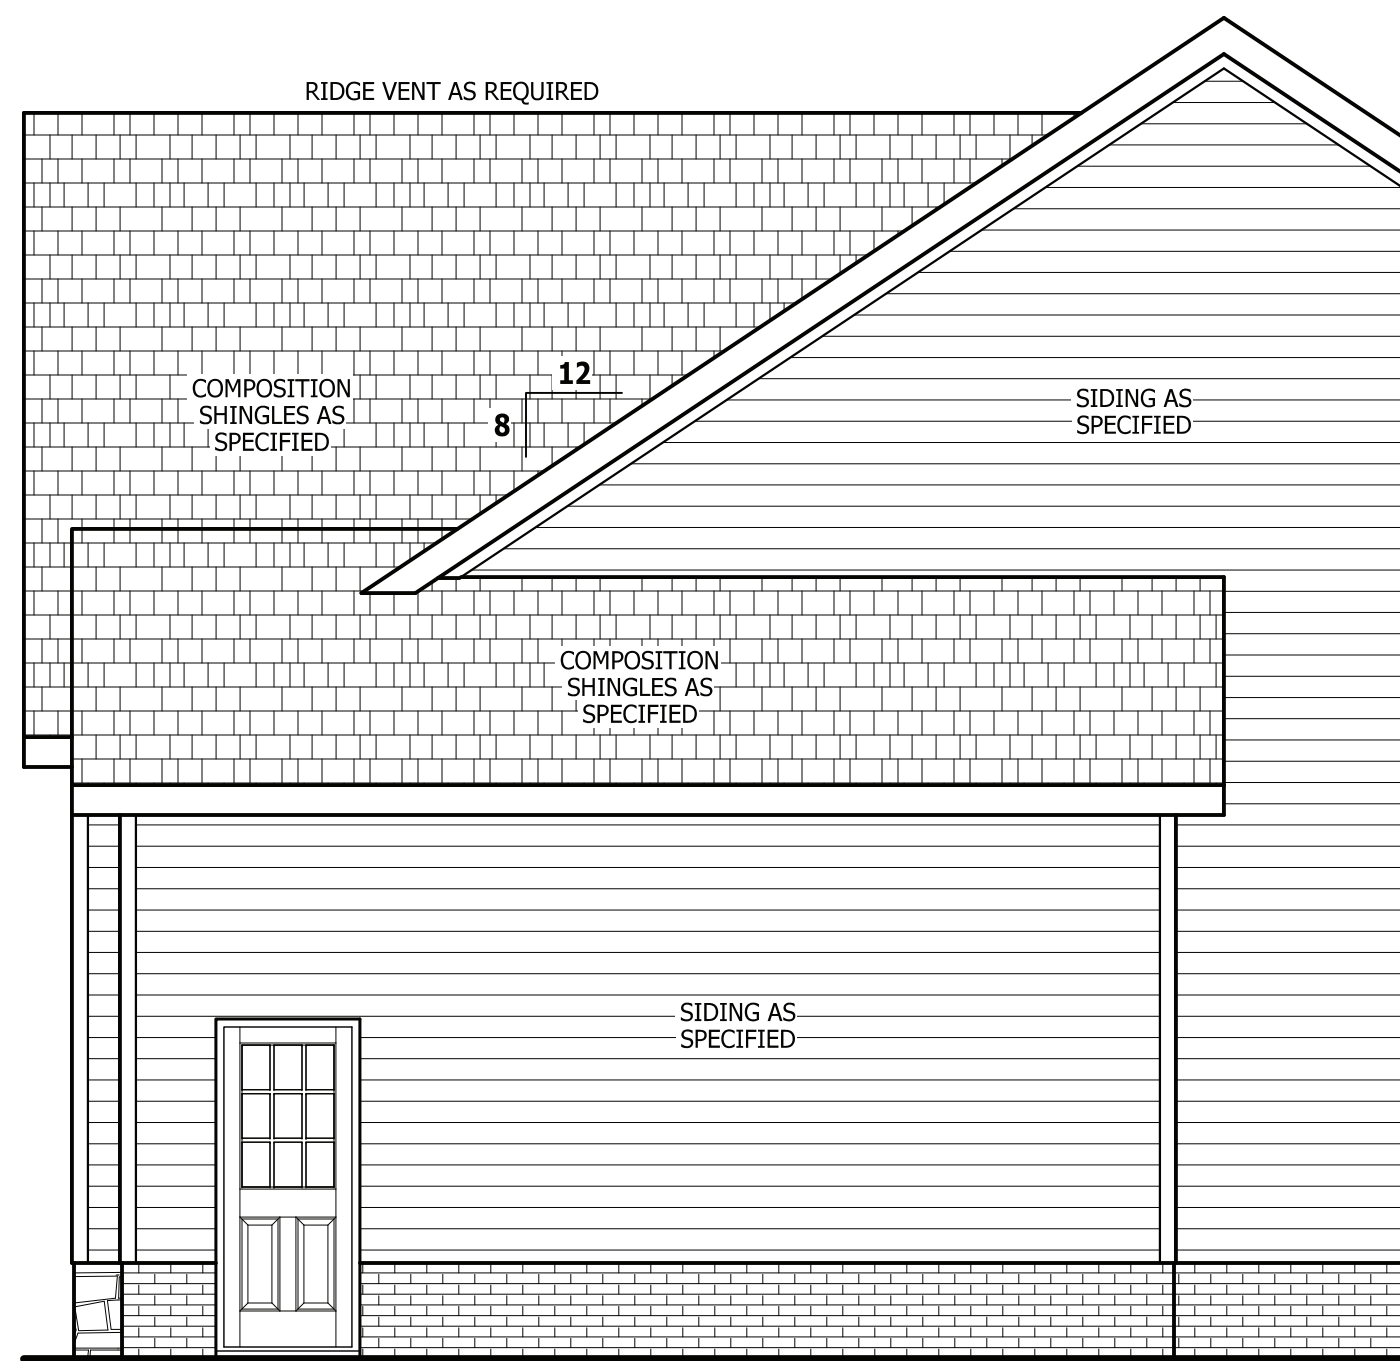 RIDGE VENT AS REQUIRED
12
8
COMPOSITION
SHINGLES AS
SPECIFIED
SIDING AS
SPECIFIED
COMPOSITION
SHINGLES AS
SPECIFIED
SIDING AS
SPECIFIED